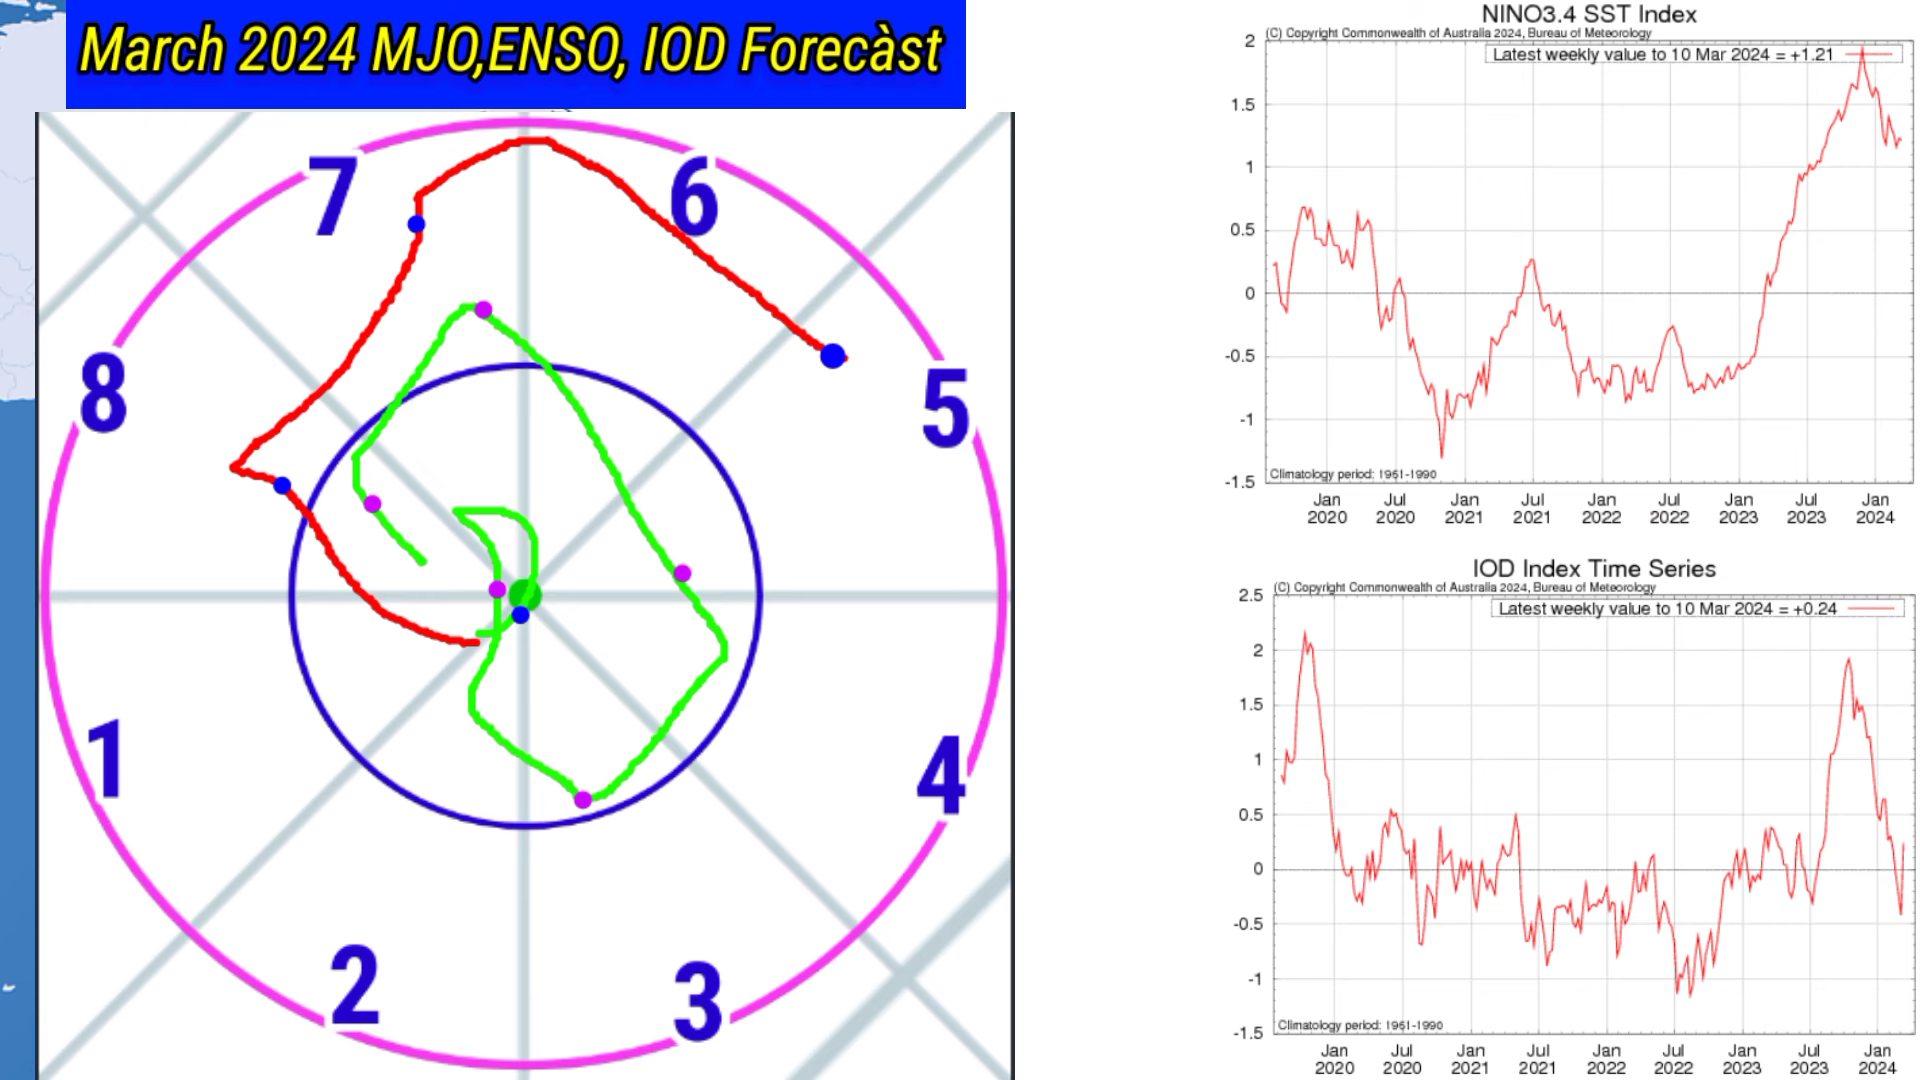 March 2024 MJO,ENSO, IOD Forecàst
7
6
8
5
1
4
2
3
NINO3.4 SST Index
(C) Copyright Commonwealth of Australia 2024, Bureau of Meteorology
Latest weekly value to 10 Mar 2024 = +1.21
2
1.5
1
0.5
0
-0.5
-1
-1.5
Climatology period: 1961-1990
Jan Jul Jan Jul Jan Jul Jan Jul Jan
2020 2020 2021 2021 2022 2022 2023 2023 2024
IOD Index Time Series
(C) Copyright Commonwealth of Australia 2024, Bureau of Meteorology
Latest weekly value to 10 Mar 2024 = +0.24
2.5
2
1.5
1
0.5
0
-0.5
-1
-1.5
Climatology period: 1961-1990
Jan Jul Jan Jul Jan Jul Jan Jul Jan
2020 2020 2021 2021 2022 2022 2023 2023 2024